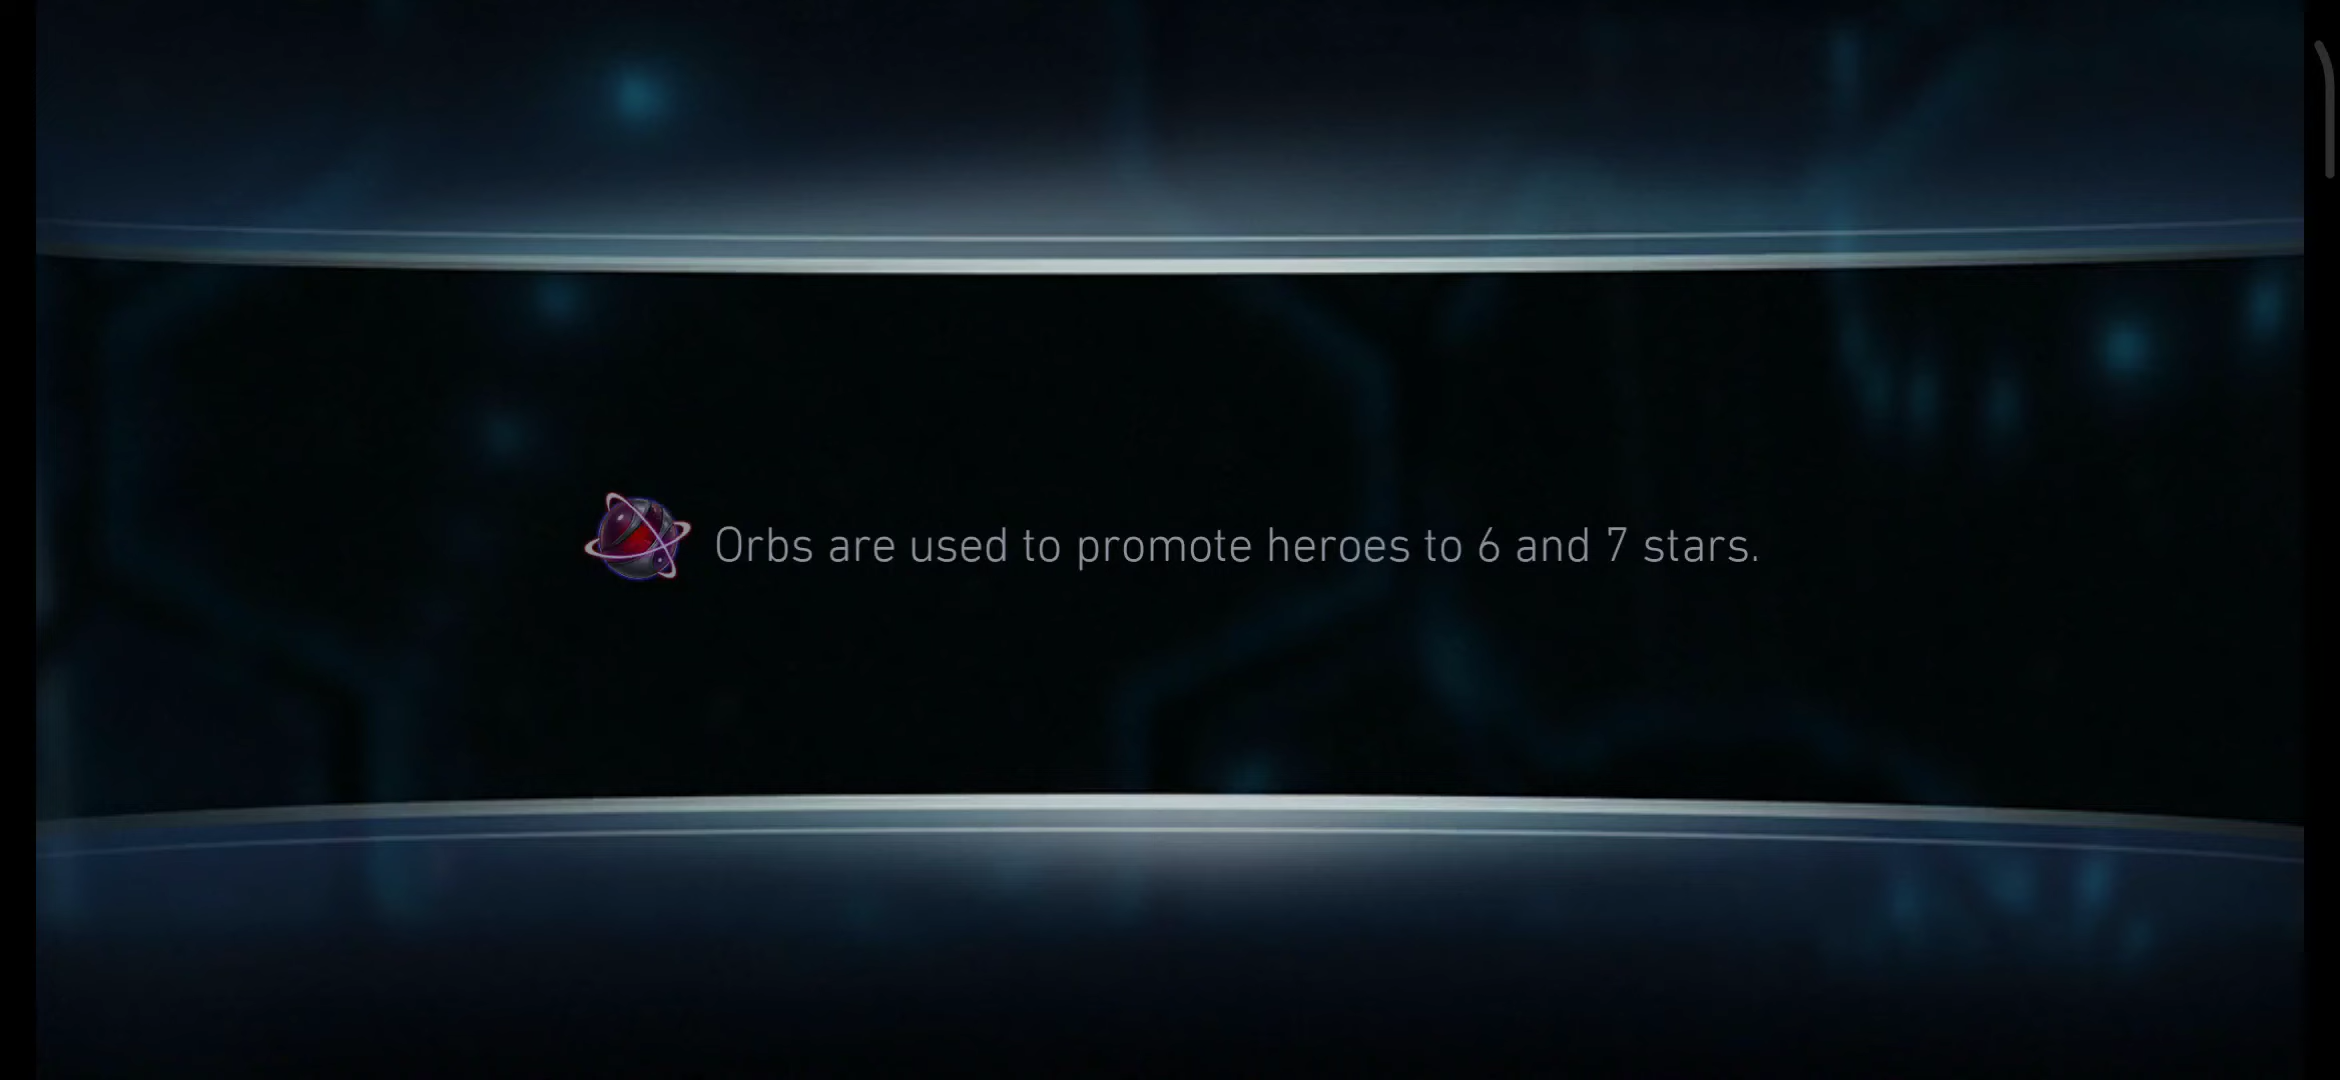 Orbs are used to promote heroes to 6 and 7 stars.